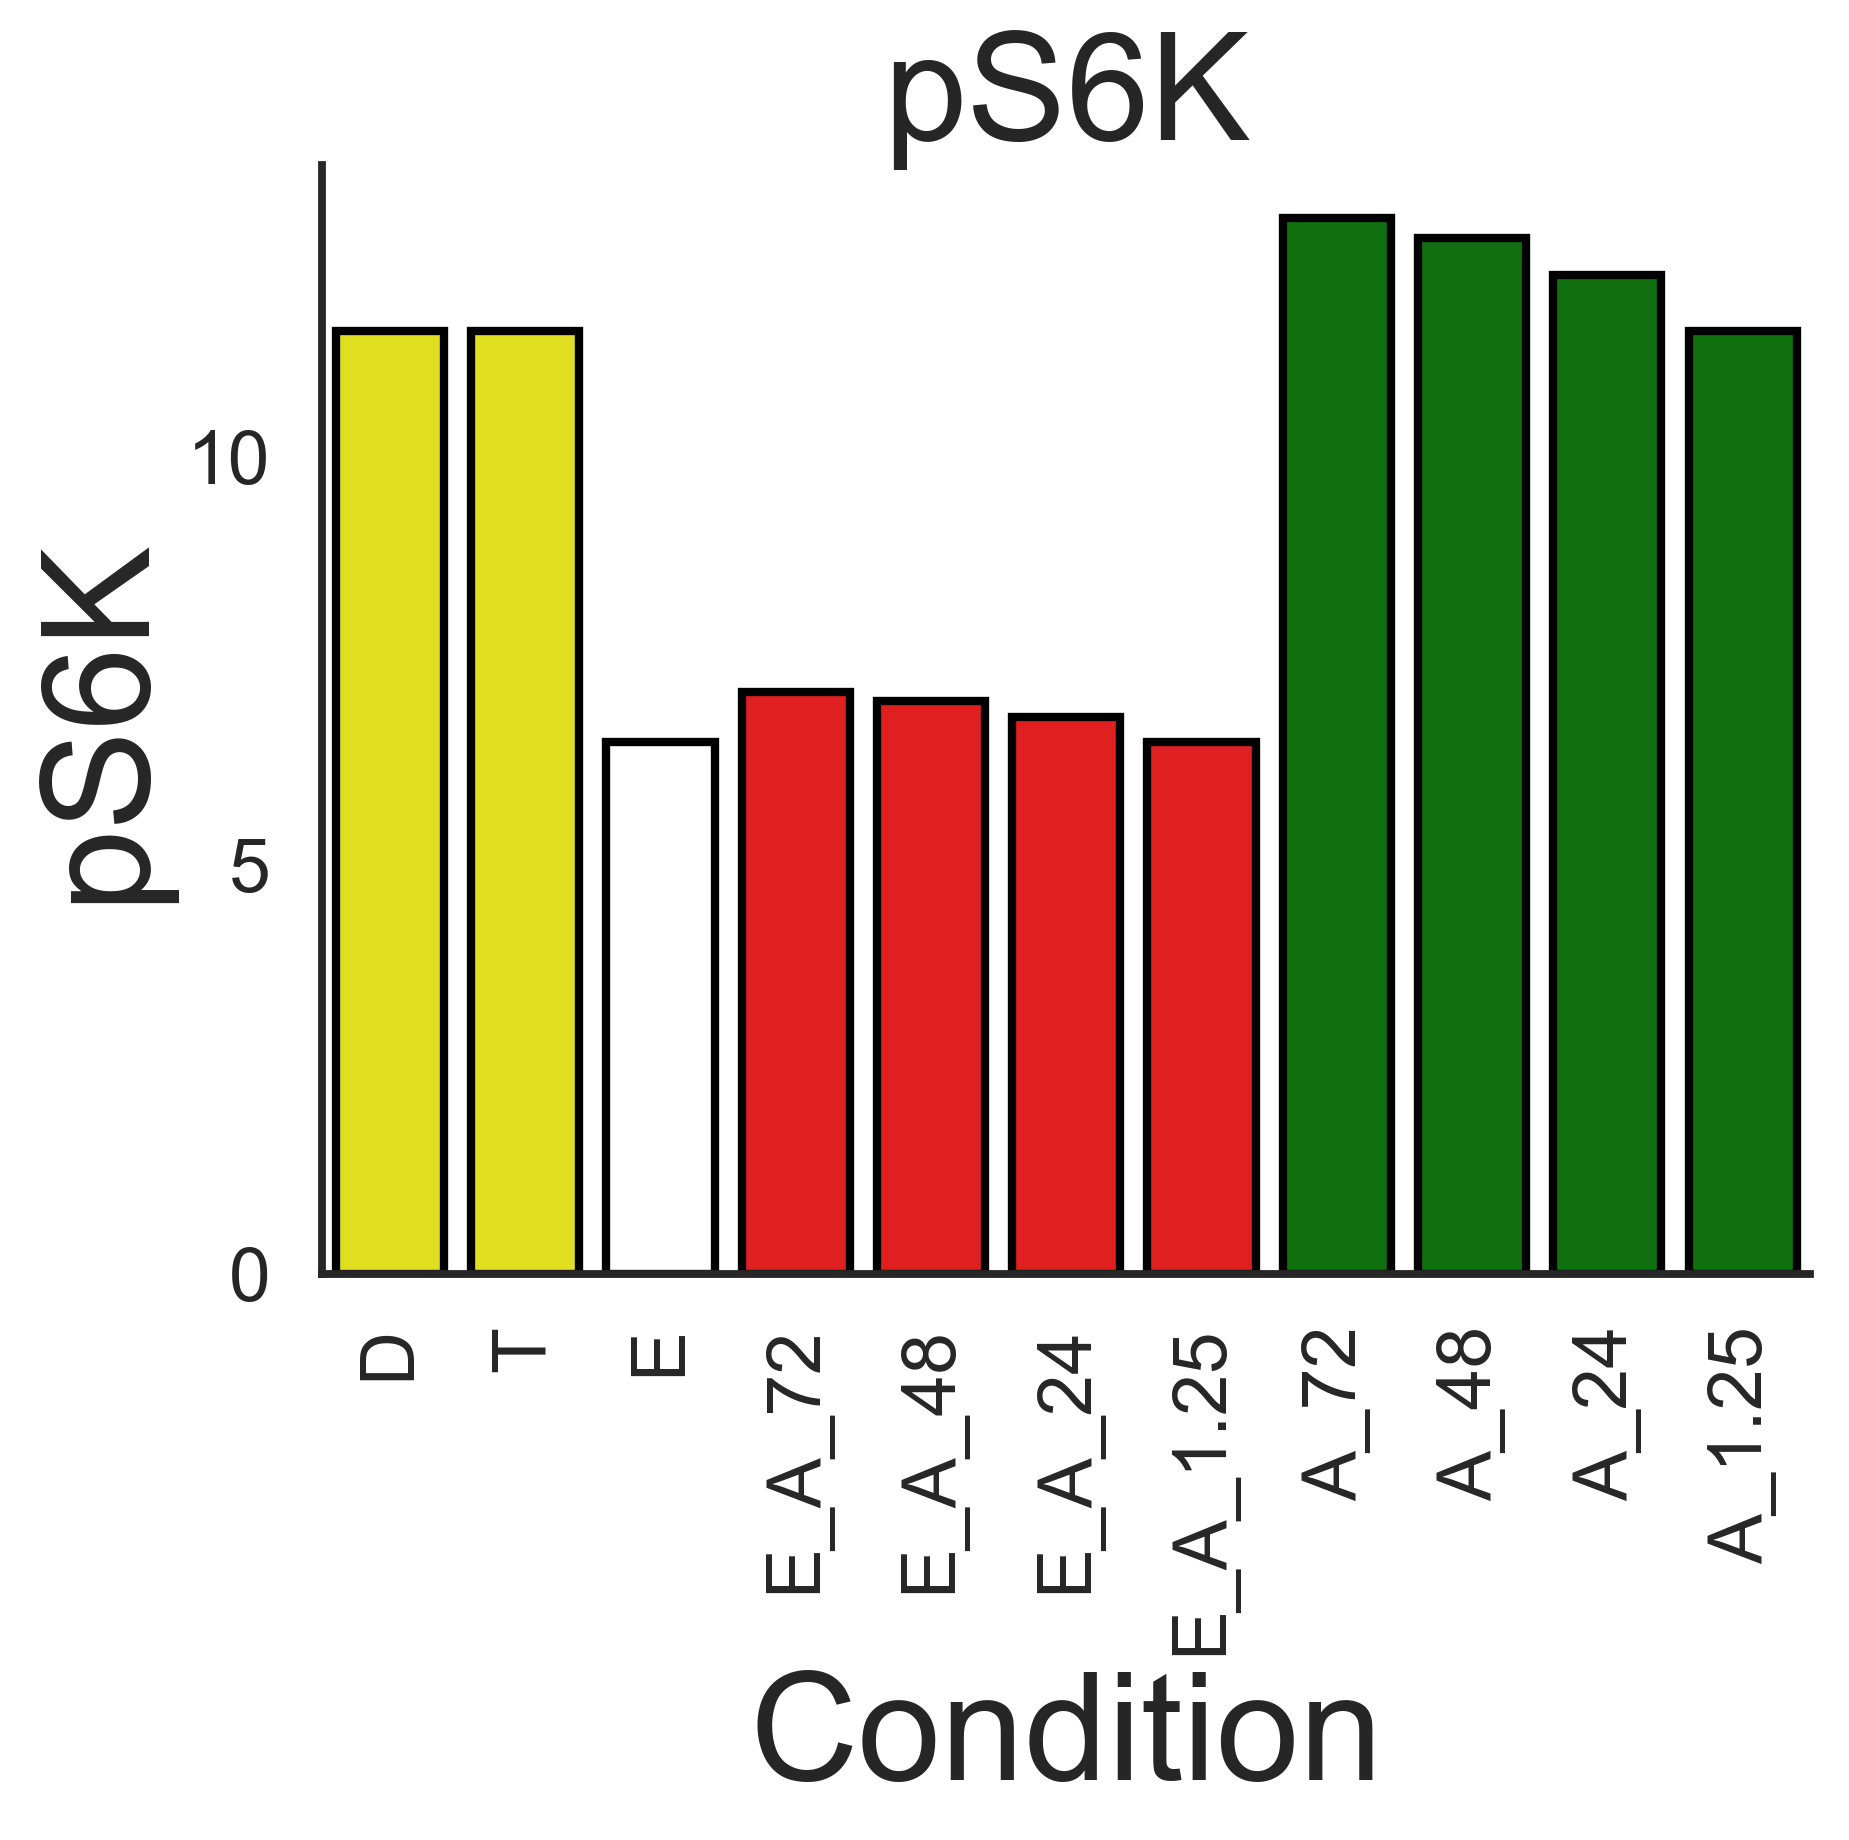 pS6K
pS6K
10
5
0
D
T
E
E_A_72
E_A_48
E_A_24
E_A_1.25
A_72
A_48
A_24
A_1.25
Condition